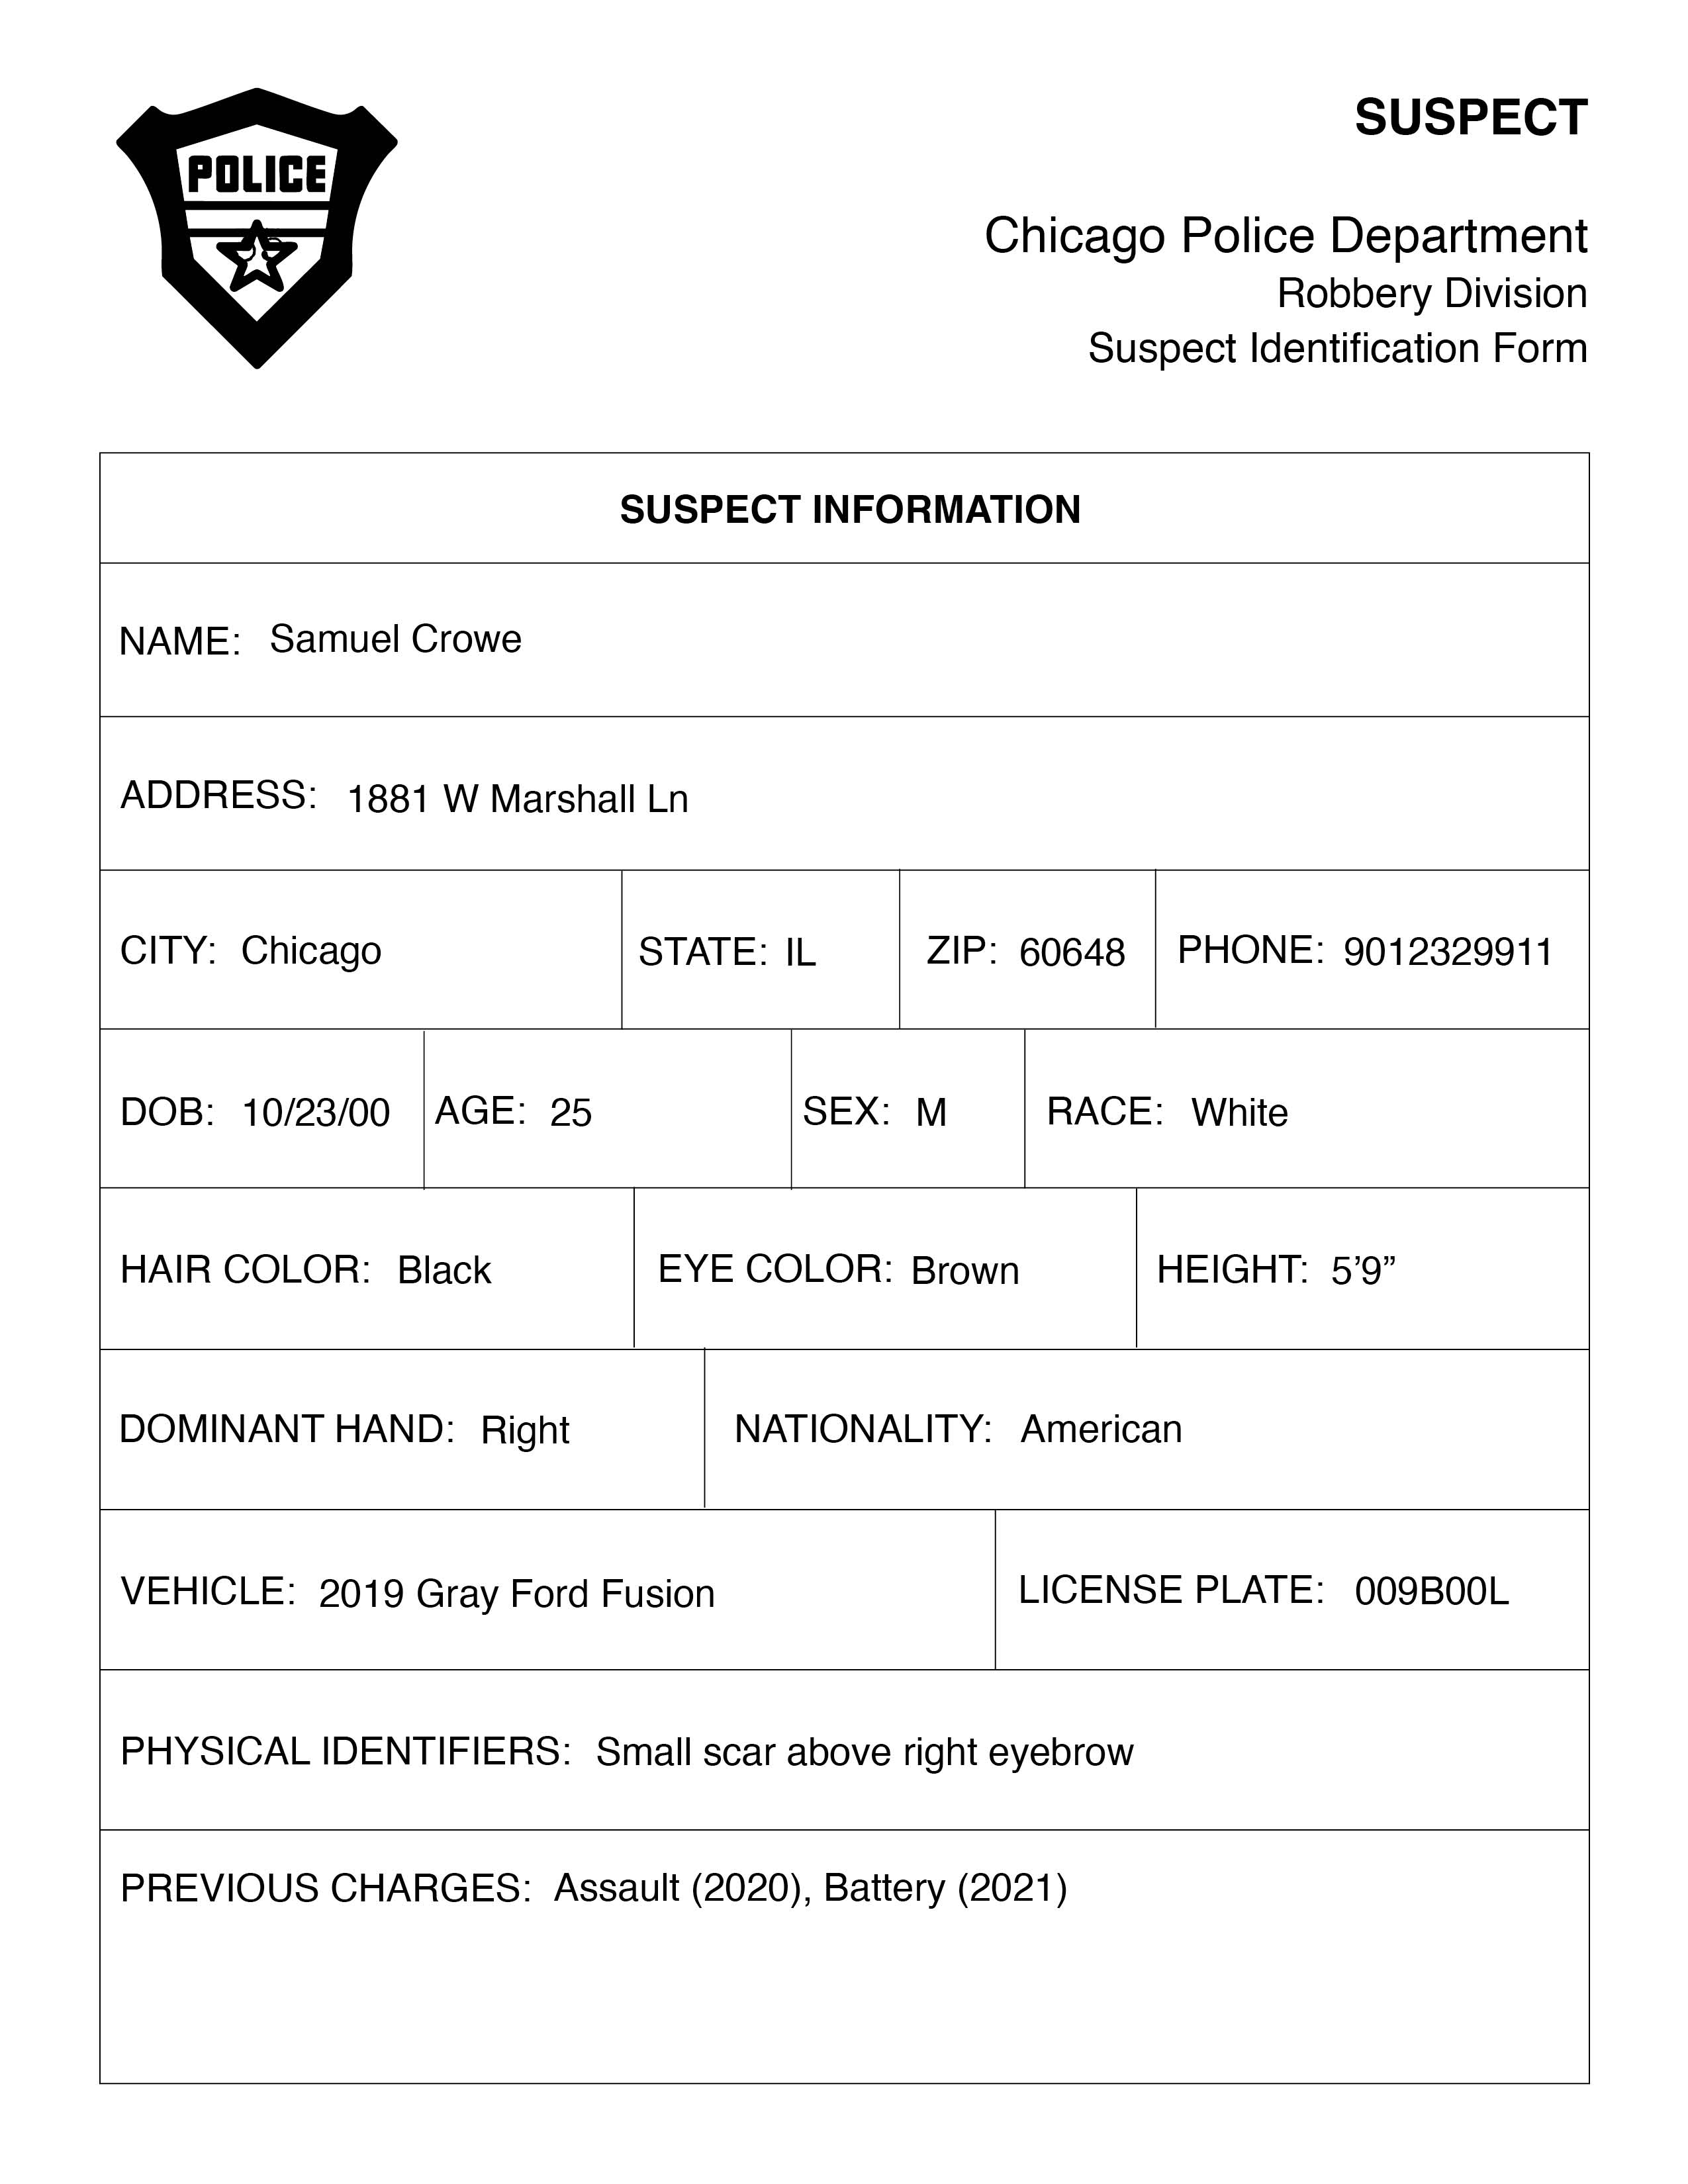 POLICE
SUSPECT
Chicago Police Department
Robbery Division
Suspect Identification Form
SUSPECT INFORMATION
NAME: Samuel Crowe
ADDRESS: 1881 W Marshall Ln
CITY: Chicago STATE: IL ZIP: 60648 PHONE: 9012329911
DOB: 10/23/00 AGE: 25 SEX: M RACE: White
HAIR COLOR: Black EYE COLOR: Brown HEIGHT: 5’9”
DOMINANT HAND: Right NATIONALITY: American
VEHICLE: 2019 Gray Ford Fusion LICENSE PLATE: 009B00L
PHYSICAL IDENTIFIERS: Small scar above right eyebrow
PREVIOUS CHARGES: Assault (2020), Battery (2021)